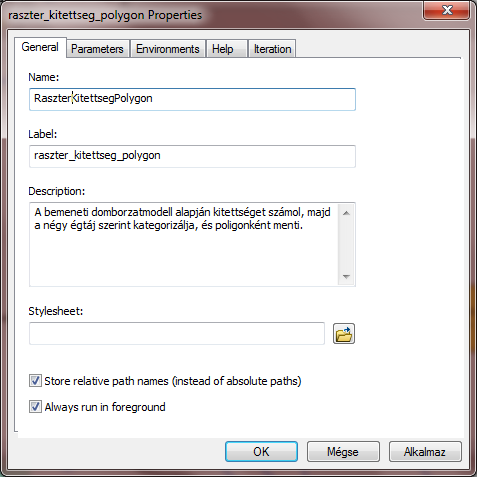 raszter_kitettseg_polygon Properties
General Parameters Environments Help Iteration
Name:
RaszterKitettsegPolygon
Label:
raszter_kitettseg_polygon
Description:
A bemeneti domborzatmodell alapján kitettséget számol, majd
a négy égtáj szerint kategorizálja, és poligonként menti.
Stylesheet:
Store relative path names (instead of absolute paths)
Always run in foreground
OK Mégse Alkalmaz